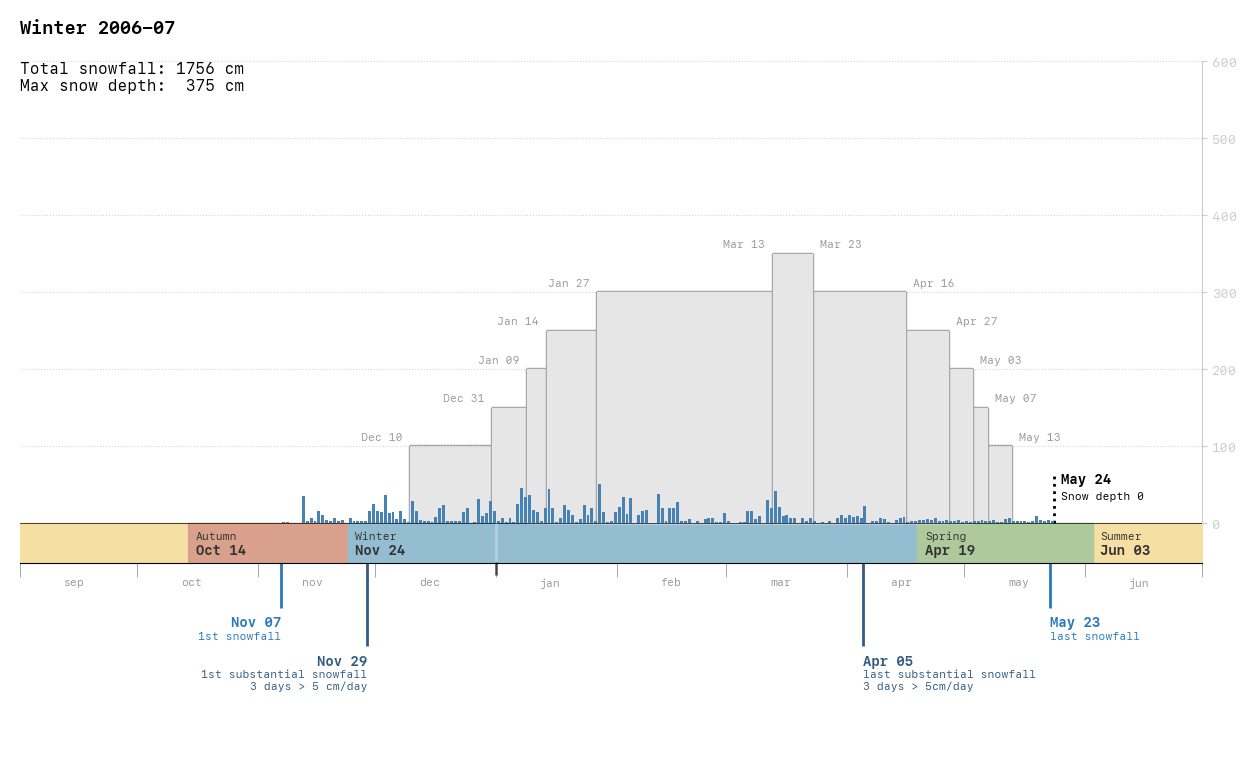 Winter 2006–07
Total snowfall: 1756 cm
Max snow depth:  375 cm
600
500
400
300
200
100
0
Mar 13
Mar 23
Jan 27
Apr 16
Jan 14
Apr 27
Jan 09
May 03
Dec 31
May 07
Dec 10
May 13
May 24
Snow depth 0
Autumn
Oct 14
Winter
Nov 24
Spring
Apr 19
Summer
Jun 03
sep
oct
nov
dec
jan
feb
mar
apr
may
jun
Nov 07
1st snowfall
May 23
last snowfall
Nov 29
1st substantial snowfall
3 days > 5 cm/day
Apr 05
last substantial snowfall
3 days > 5cm/day